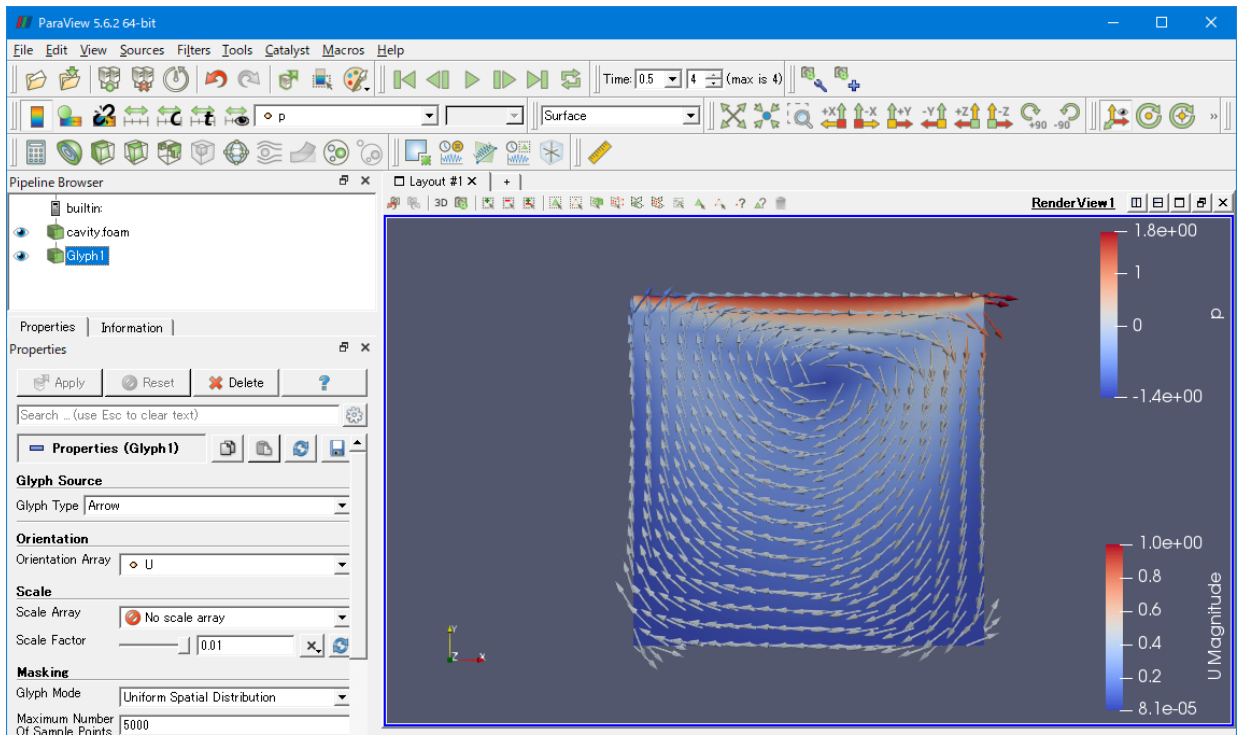 ParaView 5.6.2 64-bit
File Edit View Sources Filters Tools Catalyst Macros Help
Time: 0.5 4 (max is 4)
+X -X +Y -Y +Z -Z +90 -90
p Surface
Pipeline Browser
Layout #1 × +
builtin:
3D
RenderView1
cavity.foam
Glyph1
1.8e+00
1
0
-1.4e+00
p
Properties Information
Properties
Apply Reset Delete ?
Search ... (use Esc to clear text)
Properties (Glyph1)
Glyph Source
Glyph Type Arrow
Orientation
Orientation Array U
Scale
Scale Array No scale array
Scale Factor 0.01
Masking
Glyph Mode Uniform Spatial Distribution
Maximum Number
Of Sample Points 5000
1.0e+00
0.8
0.6
0.4
0.2
8.1e-05
U Magnitude
Y
Z X